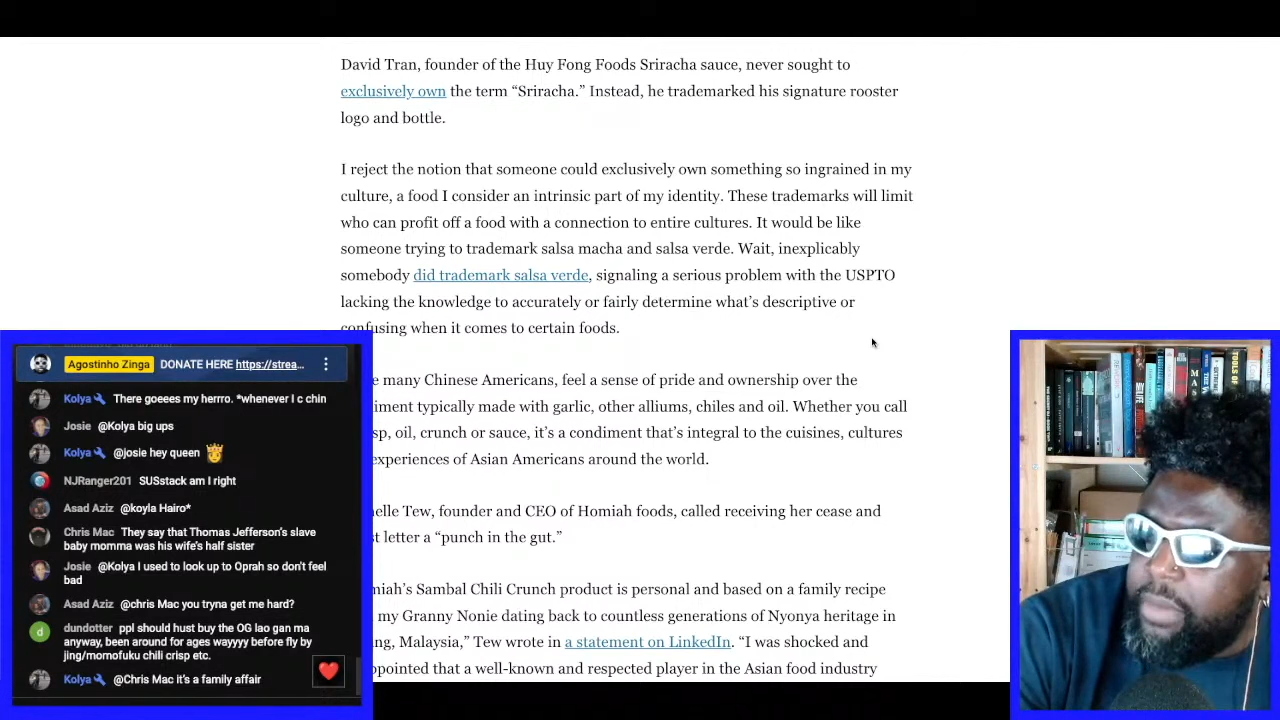 David Tran, founder of the Huy Fong Foods Sriracha sauce, never sought to
exclusively own the term “Sriracha.” Instead, he trademarked his signature rooster
logo and bottle.
I reject the notion that someone could exclusively own something so ingrained in my
culture, a food I consider an intrinsic part of my identity. These trademarks will limit
who can profit off a food with a connection to entire cultures. It would be like
someone trying to trademark salsa macha and salsa verde. Wait, inexplicably
somebody did trademark salsa verde, signaling a serious problem with the USPTO
lacking the knowledge to accurately or fairly determine what’s descriptive or
confusing when it comes to certain foods.
many Chinese Americans, feel a sense of pride and ownership over the
typically made with garlic, other alliums, chiles and oil. Whether you call
oil, crunch or sauce, it’s a condiment that’s integral to the cuisines, cultures
experiences of Asian Americans around the world.
Tew, founder and CEO of Homiah foods, called receiving her cease and
letter a “punch in the gut.”
Sambal Chili Crunch product is personal and based on a family recipe
my Granny Nonie dating back to countless generations of Nyonya heritage in
Malaysia,” Tew wrote in a statement on LinkedIn. “I was shocked and
that a well-known and respected player in the Asian food industry
Agostinho Zinga DONATE HERE https://strea...
Kolya There goeees my herrro. *whenever I c chin
Josie @Kolya big ups
Kolya @josie hey queen
NJRanger201 SUSstack am I right
Asad Aziz @koyla Hairo*
Chris Mac They say that Thomas Jefferson’s slave
baby momma was his wife’s half sister
Josie @Kolya I used to look up to Oprah so don’t feel
bad
Asad Aziz @chris Mac you tryna get me hard?
dundotter ppl should hust buy the OG lao gan ma
anyway, been around for ages wayyyy before fly by
jing/momofuku chili crisp etc.
Kolya @Chris Mac it’s a family affair